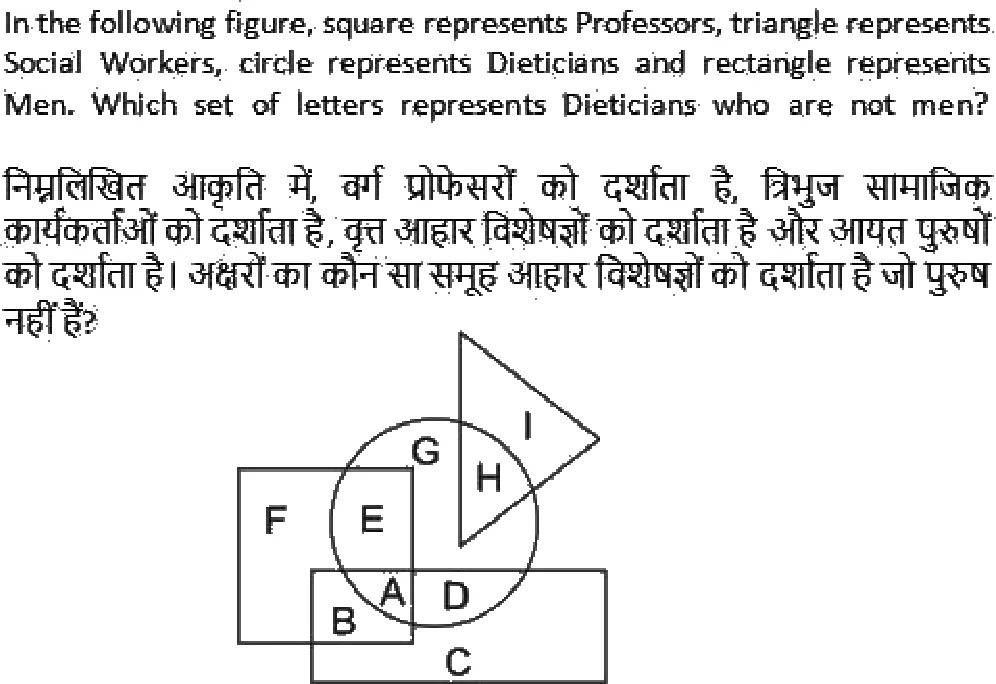 In the following figure, square represents Professors, triangle represents
Social Workers, circle represents Dieticians and rectangle represents
Men. Which set of letters represents Dieticians who are not men?
निम्नलिखित आकृति में, वर्ग प्रोफेसरों को दर्शाता है, त्रिभुज सामाजिक
कार्यकर्ताओं को दर्शाता है, वृत्त आहार विशेषज्ञों को दर्शाता है और आयत पुरुषों
को दर्शाता है। अक्षरों का कौन सा समूह आहार विशेषज्ञों को दर्शाता है जो पुरुष
नहीं हैं?
I
G
H
F E
A D
B
C